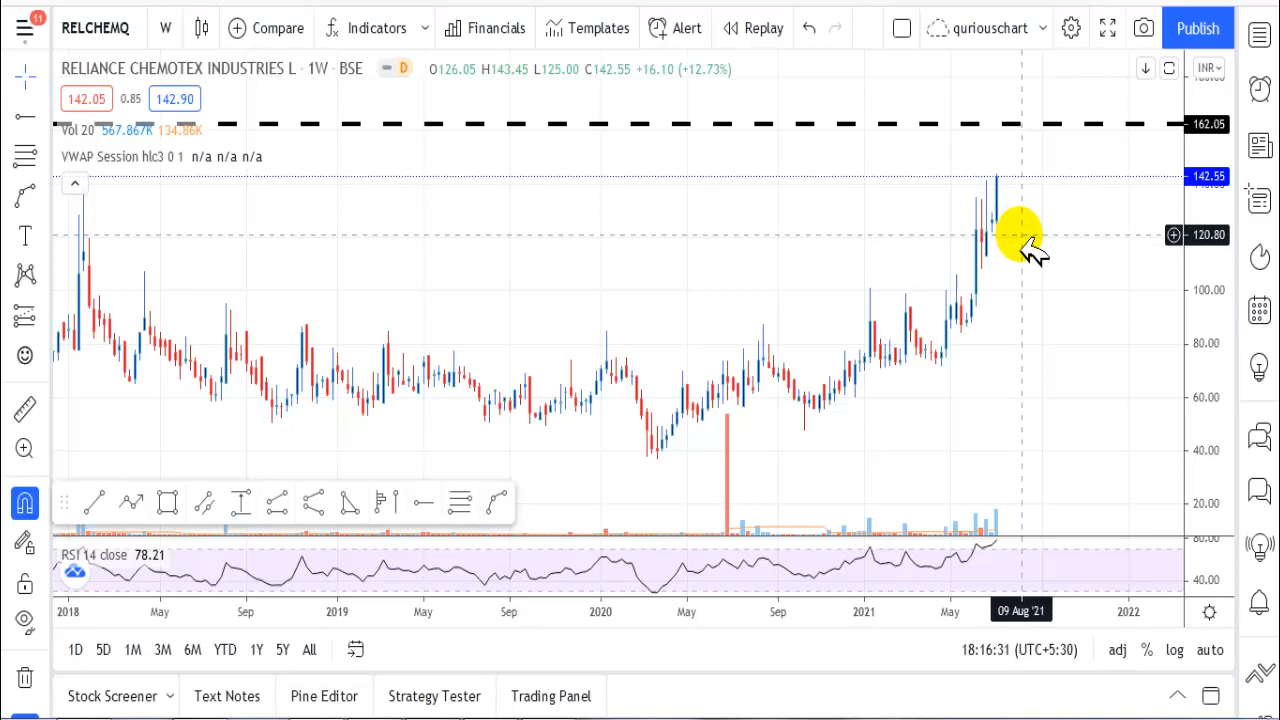 11
RELCHEMQ W Compare Indicators Financials Templates Alert Replay quriouschart Publish
RELIANCE CHEMOTEX INDUSTRIES L · 1W · BSE D O126.05 H143.45 L125.00 C142.55 +16.10 (+12.73%) INR
142.05 0.85 142.90
Vol 20 567.867K 134.86K
162.05
VWAP Session hlc3 0 1 n/a n/a n/a
142.55
120.80
100.00
80.00
60.00
40.00
20.00
RSI 14 close 78.21
40.00
2018 May Sep 2019 May Sep 2020 May Sep 2021 May 09 Aug '21 2022
1D 5D 1M 3M 6M YTD 1Y 5Y All 18:16:31 (UTC+5:30) adj % log auto
Stock Screener Text Notes Pine Editor Strategy Tester Trading Panel